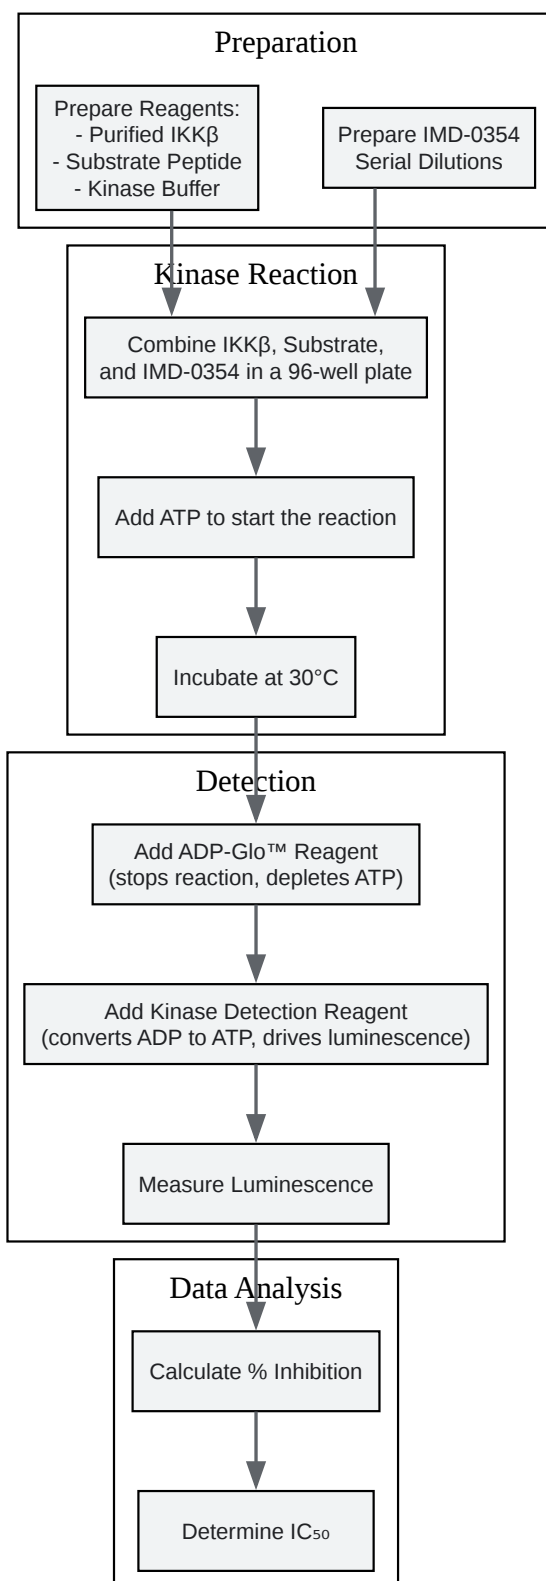 Preparation
Prepare Reagents:
- Purified IKKβ
- Substrate Peptide
- Kinase Buffer
Prepare IMD-0354
Serial Dilutions
Kinase Reaction
Combine IKKβ, Substrate,
and IMD-0354 in a 96-well plate
Add ATP to start the reaction
Incubate at 30°C
Detection
Add ADP-Glo™ Reagent
(stops reaction, depletes ATP)
Add Kinase Detection Reagent
(converts ADP to ATP, drives luminescence)
Measure Luminescence
Data Analysis
Calculate % Inhibition
Determine IC₅₀